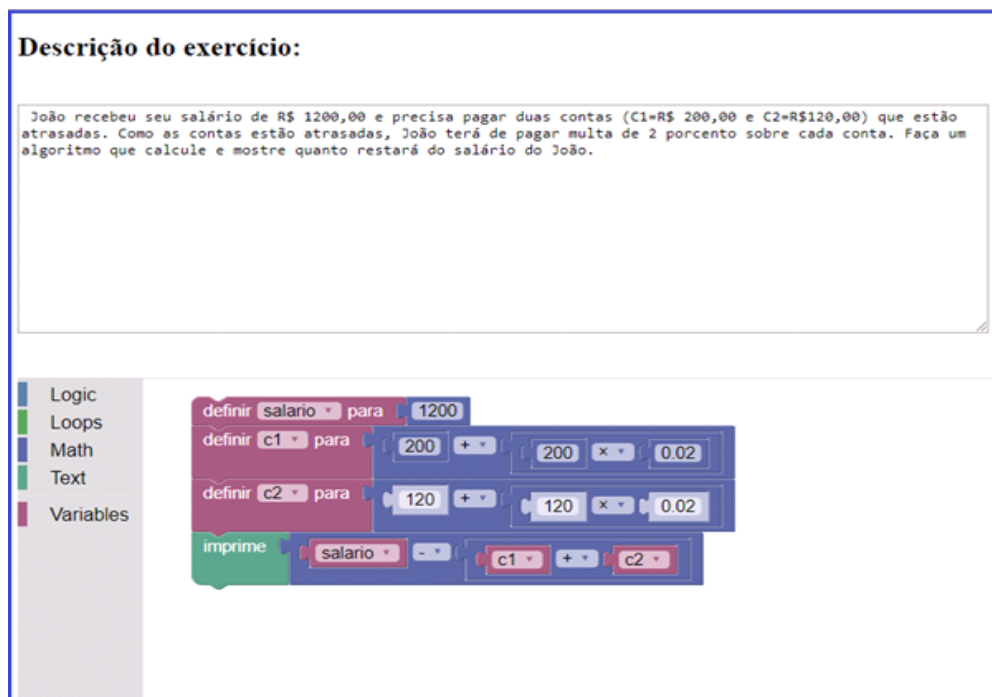 Descrição do exercício:
João recebeu seu salário de R$ 1200,00 e precisa pagar duas contas (C1=R$ 200,00 e C2=R$120,00) que estão
atrasadas. Como as contas estão atrasadas, João terá de pagar multa de 2 porcento sobre cada conta. Faça um
algoritmo que calcule e mostre quanto restará do salário do João.
Logic
Loops
Math
Text
Variables
definir salario para 1200
definir c1 para 200 + 200 × 0.02
definir c2 para 120 + 120 × 0.02
imprime salario - c1 + c2